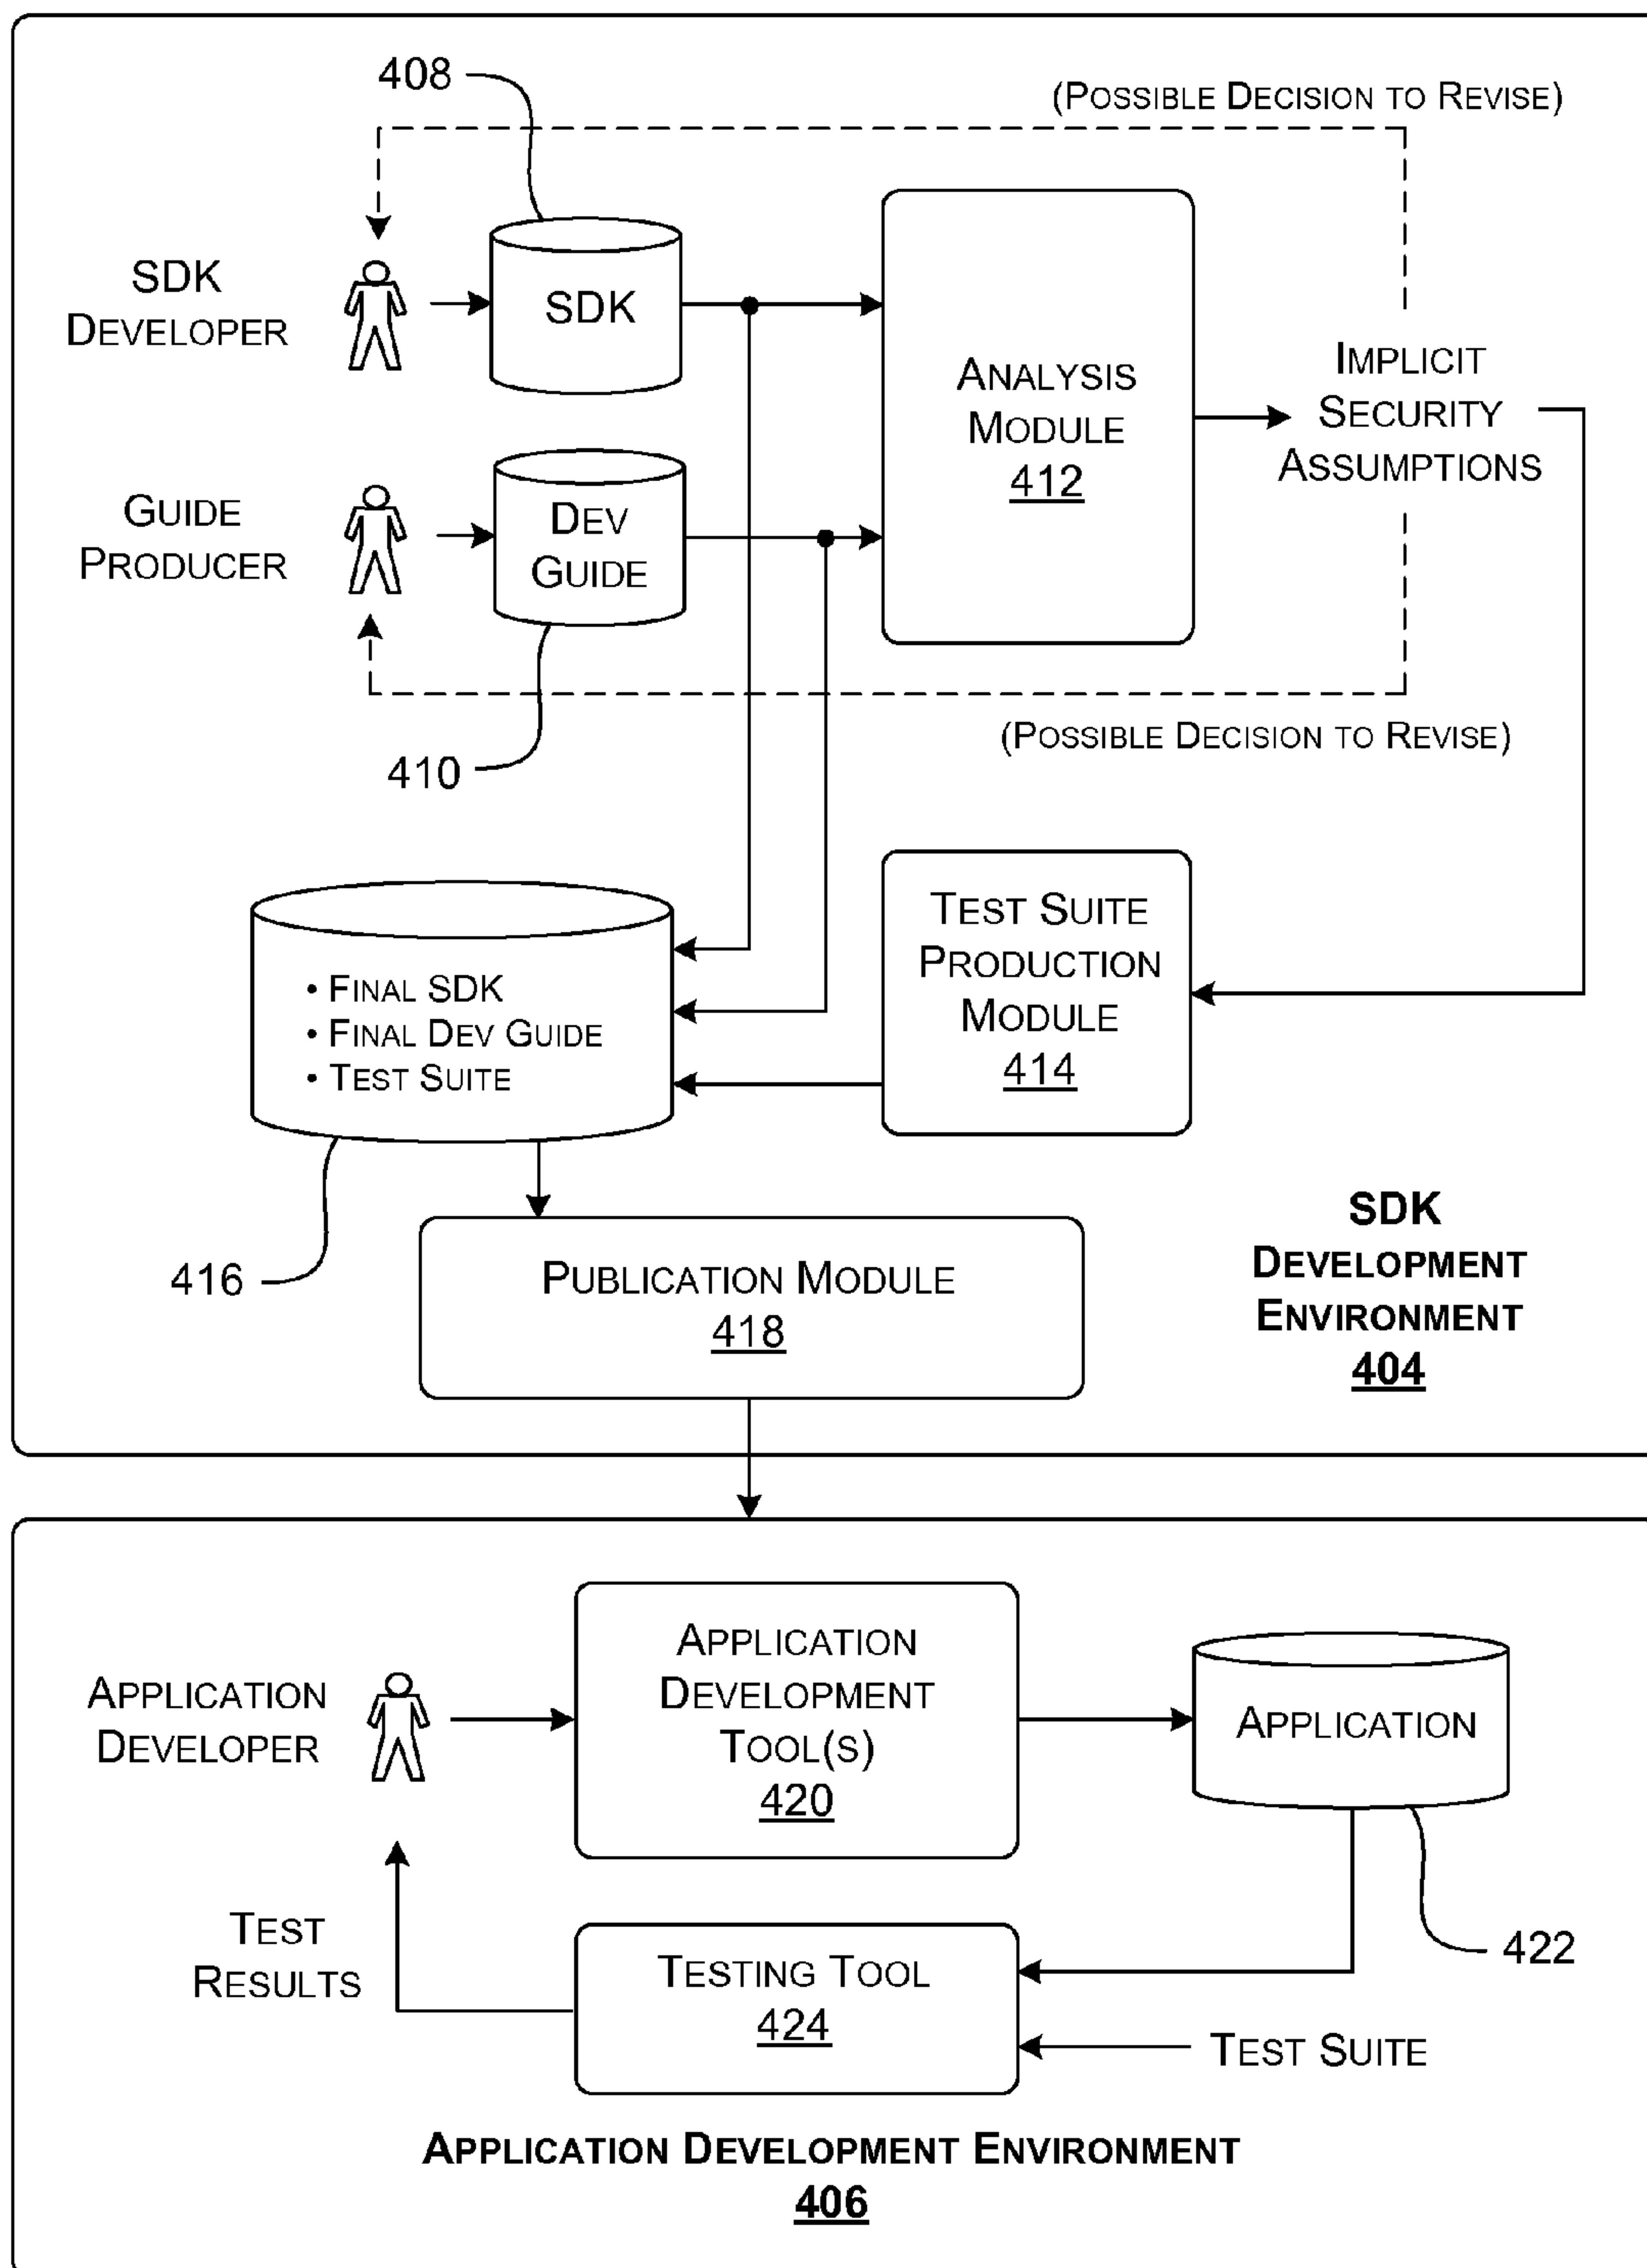 408
(POSSIBLE DECISION TO REVISE)
SDK
DEVELOPER
SDK
ANALYSIS
MODULE
412
IMPLICIT
SECURITY
ASSUMPTIONS
GUIDE
PRODUCER
DEV
GUIDE
(POSSIBLE DECISION TO REVISE)
410
• FINAL SDK
• FINAL DEV GUIDE
• TEST SUITE
TEST SUITE
PRODUCTION
MODULE
414
416
PUBLICATION MODULE
418
SDK
DEVELOPMENT
ENVIRONMENT
404
APPLICATION
DEVELOPER
APPLICATION
DEVELOPMENT
TOOL(S)
420
APPLICATION
422
TEST
RESULTS
TESTING TOOL
424
TEST SUITE
APPLICATION DEVELOPMENT ENVIRONMENT
406